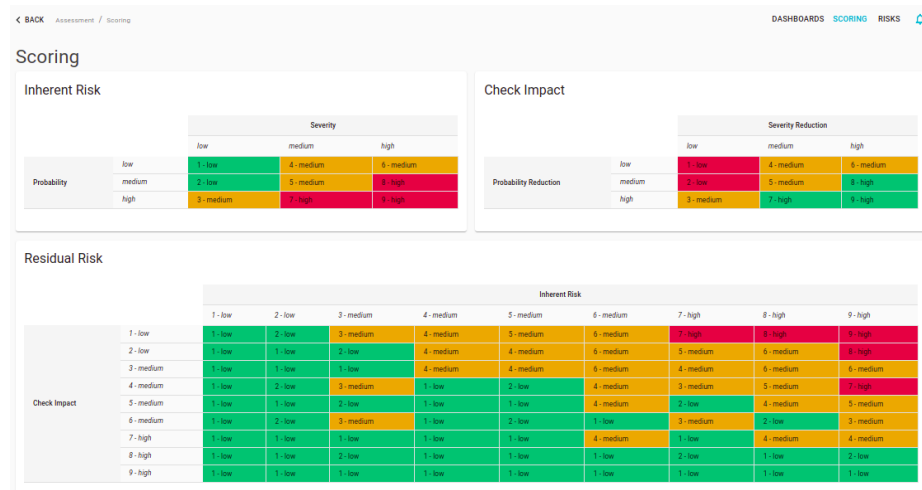 BACK Assessment / Scoring DASHBOARDS SCORING RISKS
Scoring
Inherent Risk
Severity
low medium high
Probability
low 1 - low 4 - medium 6 - medium
medium 2 - low 5 - medium 8 - high
high 3 - medium 7 - high 9 - high
Check Impact
Severity Reduction
low medium high
Probability Reduction
low 1 - low 4 - medium 6 - medium
medium 2 - low 5 - medium 8 - high
high 3 - medium 7 - high 9 - high
Residual Risk
Inherent Risk
1 - low 2 - low 3 - medium 4 - medium 5 - medium 6 - medium 7 - high 8 - high 9 - high
Check Impact
1 - low 1 - low 2 - low 3 - medium 4 - medium 5 - medium 6 - medium 7 - high 8 - high 9 - high
2 - low 1 - low 1 - low 2 - low 4 - medium 4 - medium 6 - medium 5 - medium 6 - medium 8 - high
3 - medium 1 - low 1 - low 1 - low 4 - medium 4 - medium 6 - medium 4 - medium 6 - medium 6 - medium
4 - medium 1 - low 2 - low 3 - medium 1 - low 2 - low 4 - medium 3 - medium 5 - medium 7 - high
5 - medium 1 - low 1 - low 2 - low 1 - low 1 - low 4 - medium 2 - low 4 - medium 5 - medium
6 - medium 1 - low 2 - low 3 - medium 1 - low 2 - low 1 - low 3 - medium 2 - low 3 - medium
7 - high 1 - low 1 - low 1 - low 1 - low 1 - low 4 - medium 1 - low 4 - medium 4 - medium
8 - high 1 - low 1 - low 2 - low 1 - low 1 - low 1 - low 2 - low 1 - low 2 - low
9 - high 1 - low 1 - low 1 - low 1 - low 1 - low 1 - low 1 - low 1 - low 1 - low